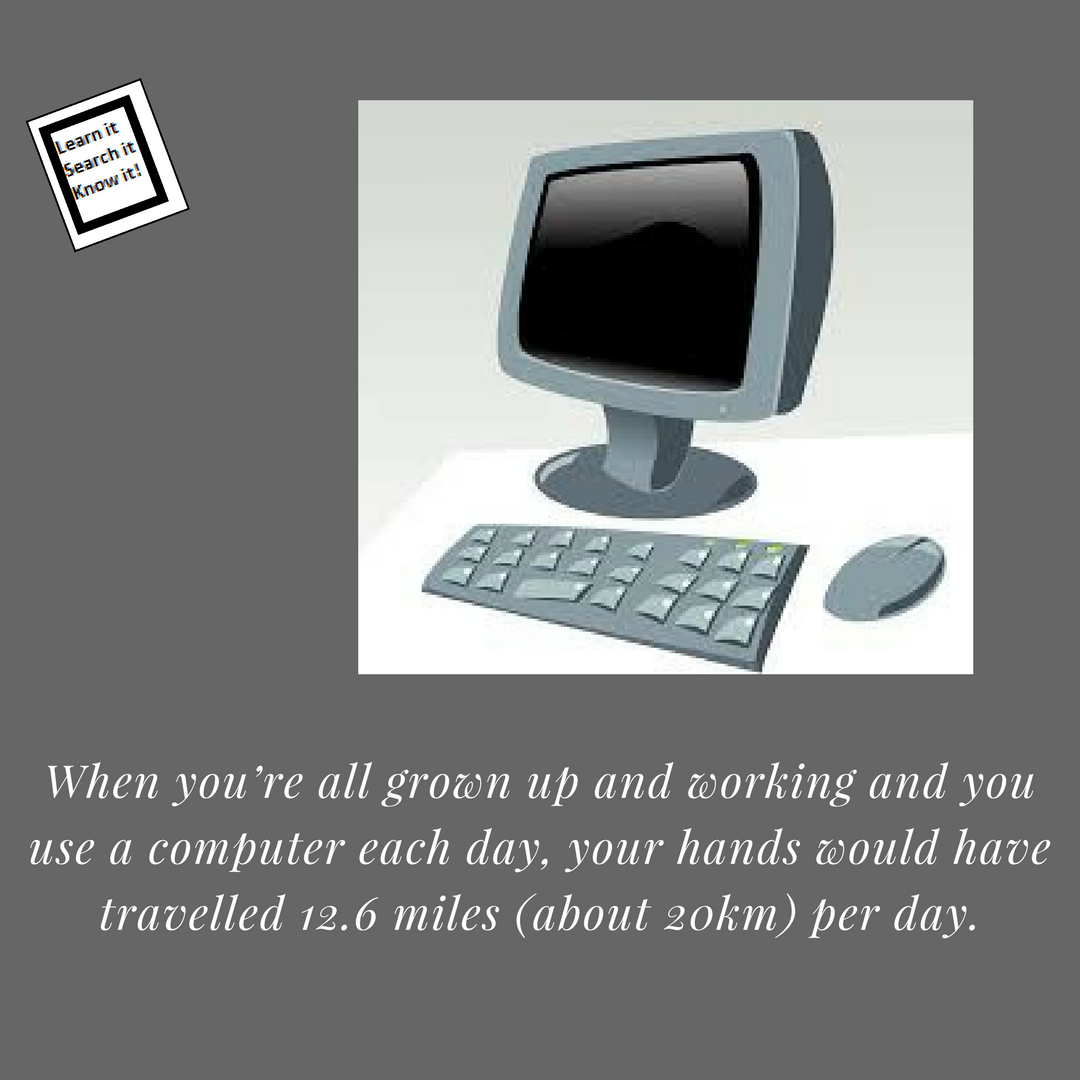 Learn it
Search it
Know it!
When you’re all grown up and working and you
use a computer each day, your hands would have
travelled 12.6 miles (about 20km) per day.